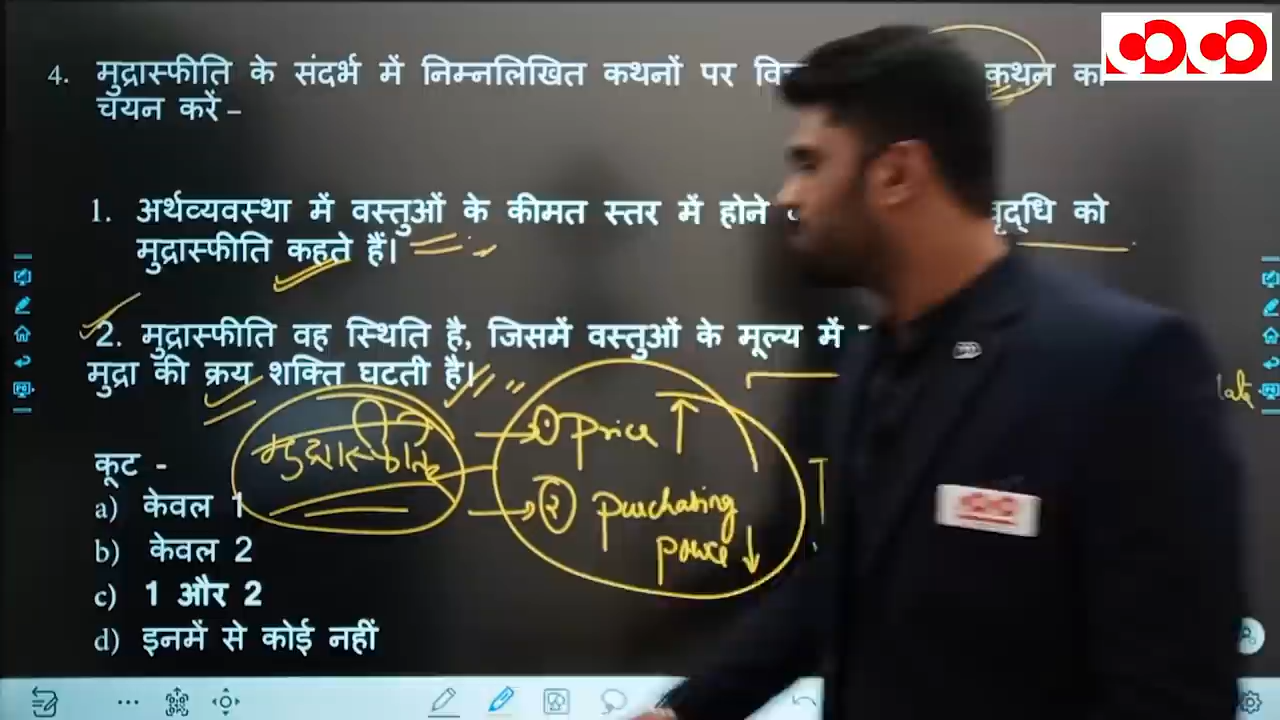 4. मुद्रास्फीति के संदर्भ में निम्नलिखित कथनों पर कथन का
चयन करें –
1. अर्थव्यवस्था में वस्तुओं के कीमत स्तर में होने वृद्धि को
मुद्रास्फीति कहते हैं।
2. मुद्रास्फीति वह स्थिति है, जिसमें वस्तुओं के मूल्य में
मुद्रा की क्रय शक्ति घटती है।
मुद्रास्फीति
① Price ↑
② purchasing
power ↓
कूट -
a) केवल 1
b) केवल 2
c) 1 और 2
d) इनमें से कोई नहीं